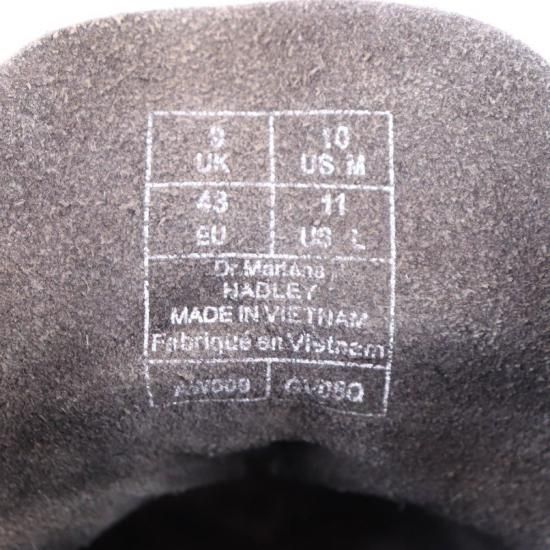 9 UK
10 US M
43 EU
11 US L
Dr. Martens
HADLEY
MADE IN VIETNAM
Fabriqué en Vietnam